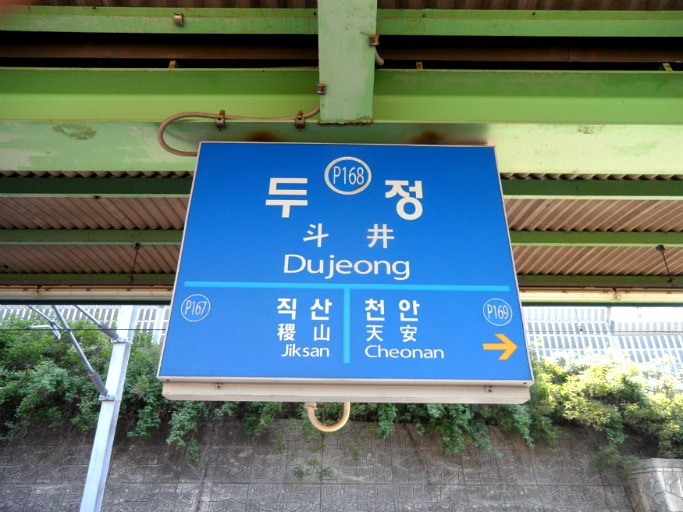 P168
두 정
斗 井
Dujeong
P167
직 산
稷 山
Jiksan
천 안
天 安
Cheonan
P169